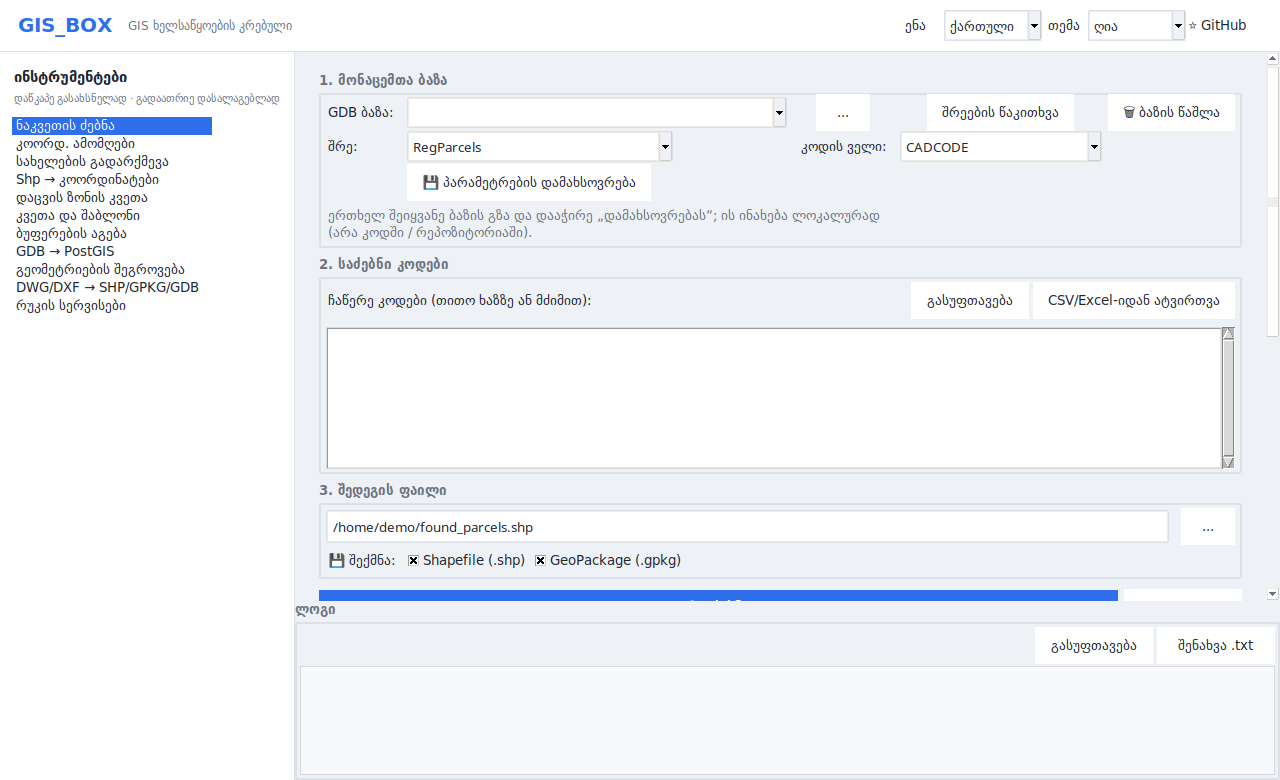 GIS_BOX GIS ხელსაწყოების კრებული ენა ქართული თემა ღია ⭐ GitHub
ინსტრუმენტები
დაწკაპე გასახსნელად · გადაათრიე დასალაგებლად
ნაკვეთის ძებნა
კოორდ. ამომღები
სახელების გადარქმევა
Shp → კოორდინატები
დაცვის ზონის კვეთა
კვეთა და შაბლონი
ბუფერების აგება
GDB → PostGIS
გეომეტრიების შეგროვება
DWG/DXF → SHP/GPKG/GDB
რუკის სერვისები
1. მონაცემთა ბაზა
GDB ბაზა: ... შრეების წაკითხვა 🗑 ბაზის წაშლა
შრე: RegParcels კოდის ველი: CADCODE
💾 პარამეტრების დამახსოვრება
ერთხელ შეიყვანე ბაზის გზა და დააჭირე „დამახსოვრებას“; ის ინახება ლოკალურად
(არა კოდში / რეპოზიტორიაში).
2. საძებნი კოდები
ჩაწერე კოდები (თითო ხაზზე ან მძიმით): გასუფთავება CSV/Excel-იდან ატვირთვა
3. შედეგის ფაილი
/home/demo/found_parcels.shp ...
💾 შექმნა: Shapefile (.shp) GeoPackage (.gpkg)
ლოგი
გასუფთავება შენახვა .txt